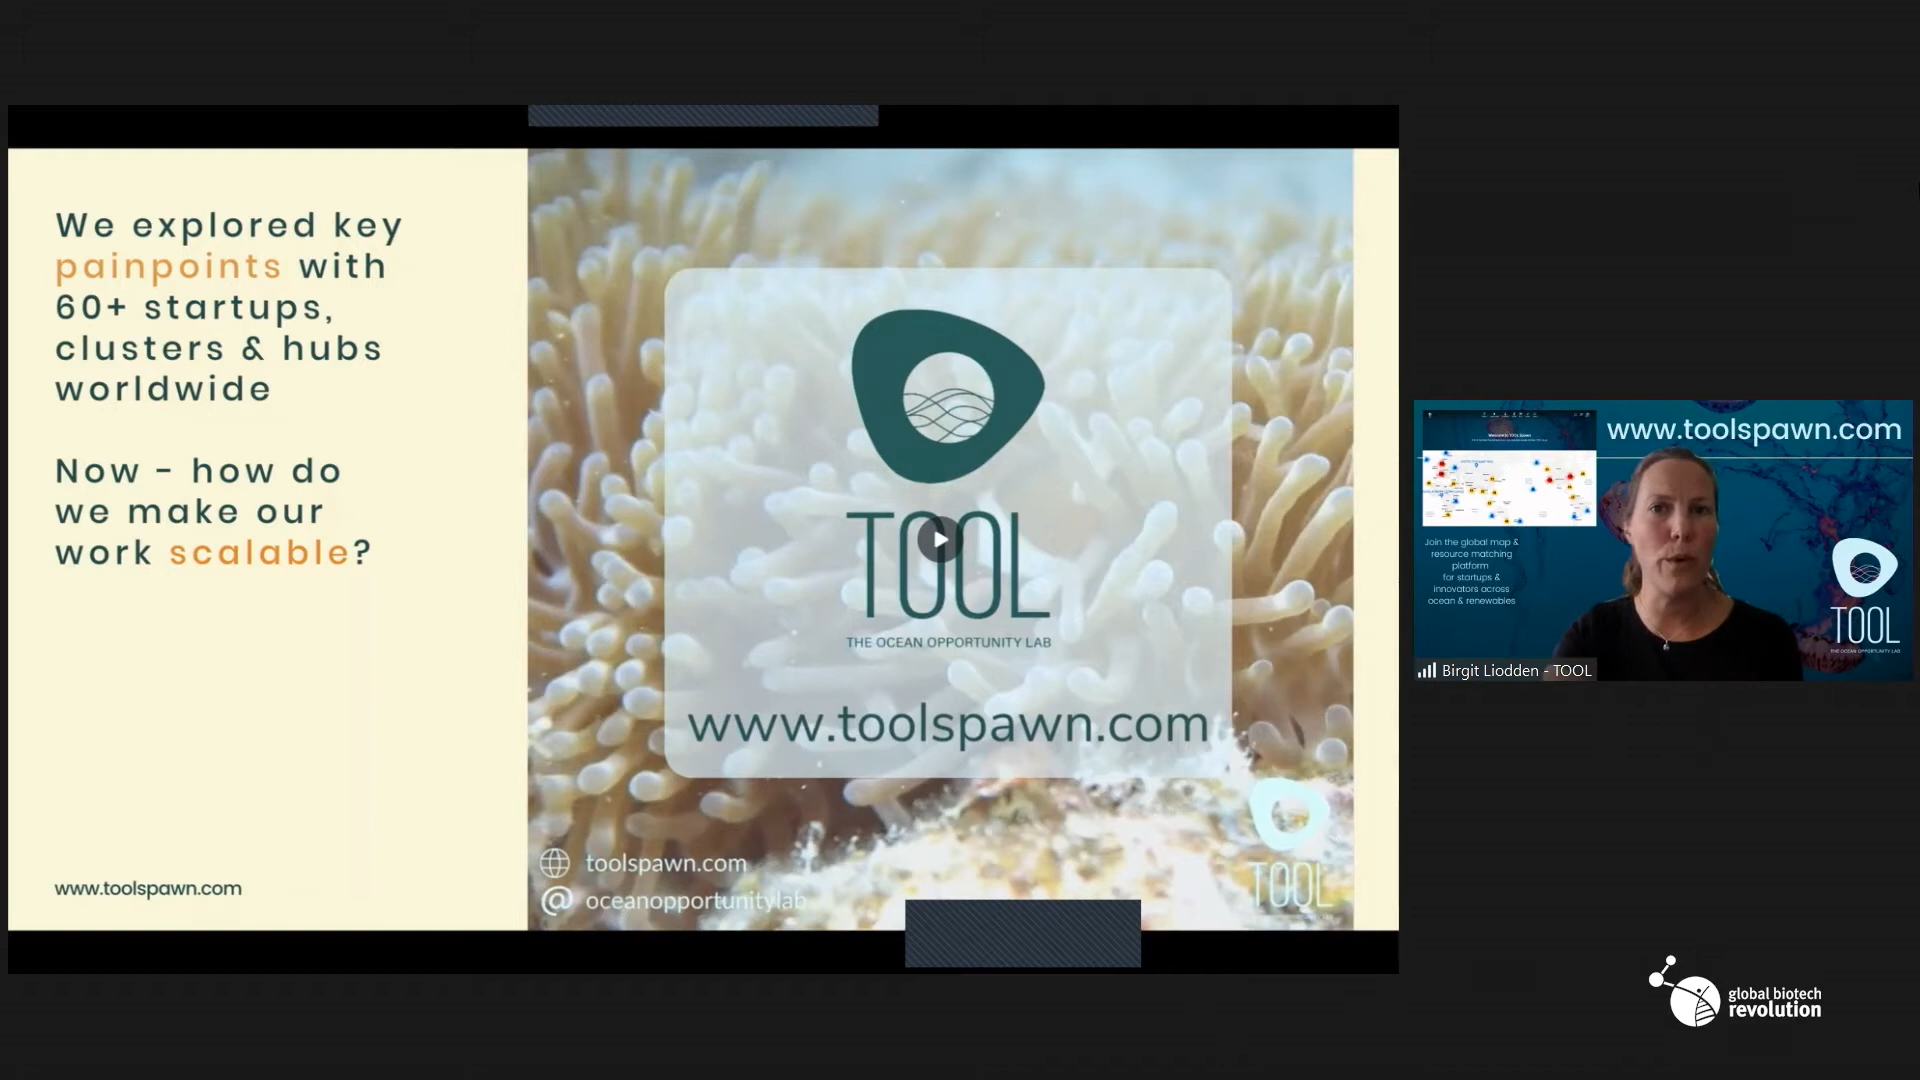 We explored key
painpoints with
60+ startups,
clusters & hubs
worldwide
Now - how do
we make our
work scalable?
www.toolspawn.com
TOOL
THE OCEAN OPPORTUNITY LAB
www.toolspawn.com
toolspawn.com
@ oceanopportunitylab
TOOL
www.toolspawn.com
Join the global map &
resource matching
platform
for startups &
innovators across
ocean & renewables
TOOL
THE OCEAN OPPORTUNITY LAB
Birgit Liodden - TOOL
global biotech
revolution